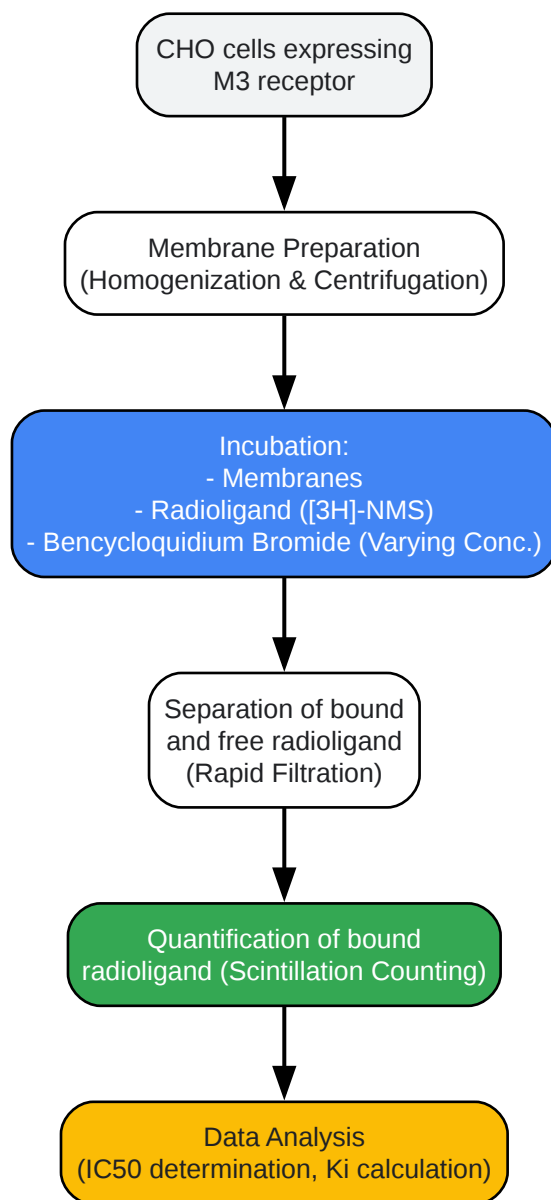 CHO cells expressing
M3 receptor
Membrane Preparation
(Homogenization & Centrifugation)
Incubation:
- Membranes
- Radioligand ([3H]-NMS)
- Bencycloquidium Bromide (Varying Conc.)
Separation of bound
and free radioligand
(Rapid Filtration)
Quantification of bound
radioligand (Scintillation Counting)
Data Analysis
(IC50 determination, Ki calculation)